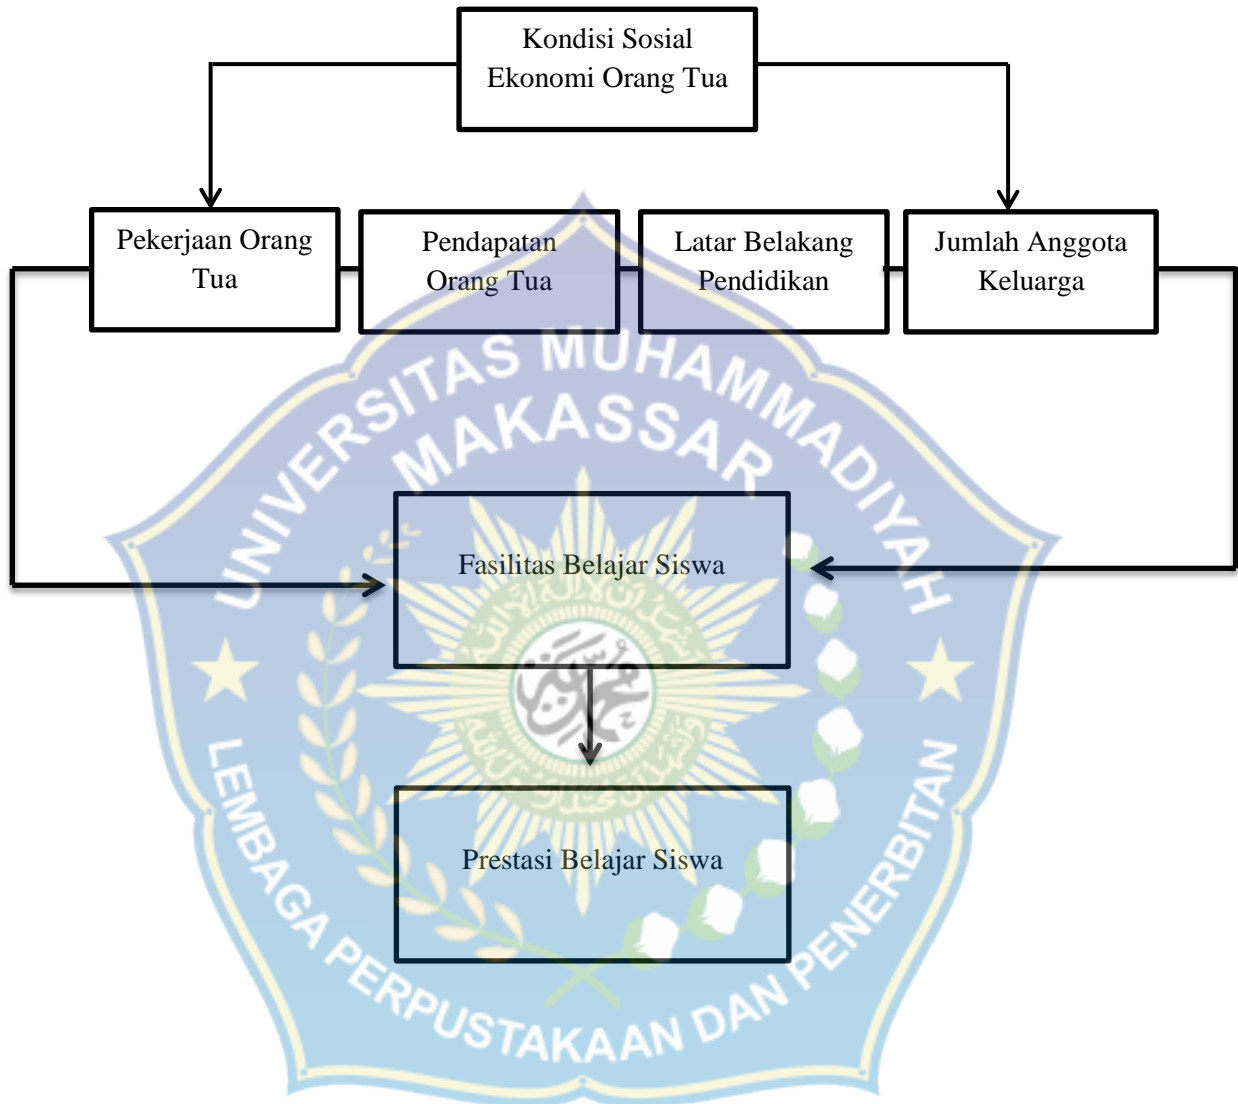 Kondisi Sosial
Ekonomi Orang Tua
Pekerjaan Orang
Tua
Pendapatan
Orang Tua
Latar Belakang
Pendidikan
Jumlah Anggota
Keluarga
UNIVERSITAS MUHAMMADIYAH
MAKASSAR
Fasilitas Belajar Siswa
Prestasi Belajar Siswa
LEMBAGA PERPUSTAKAAN DAN PENERBITAN